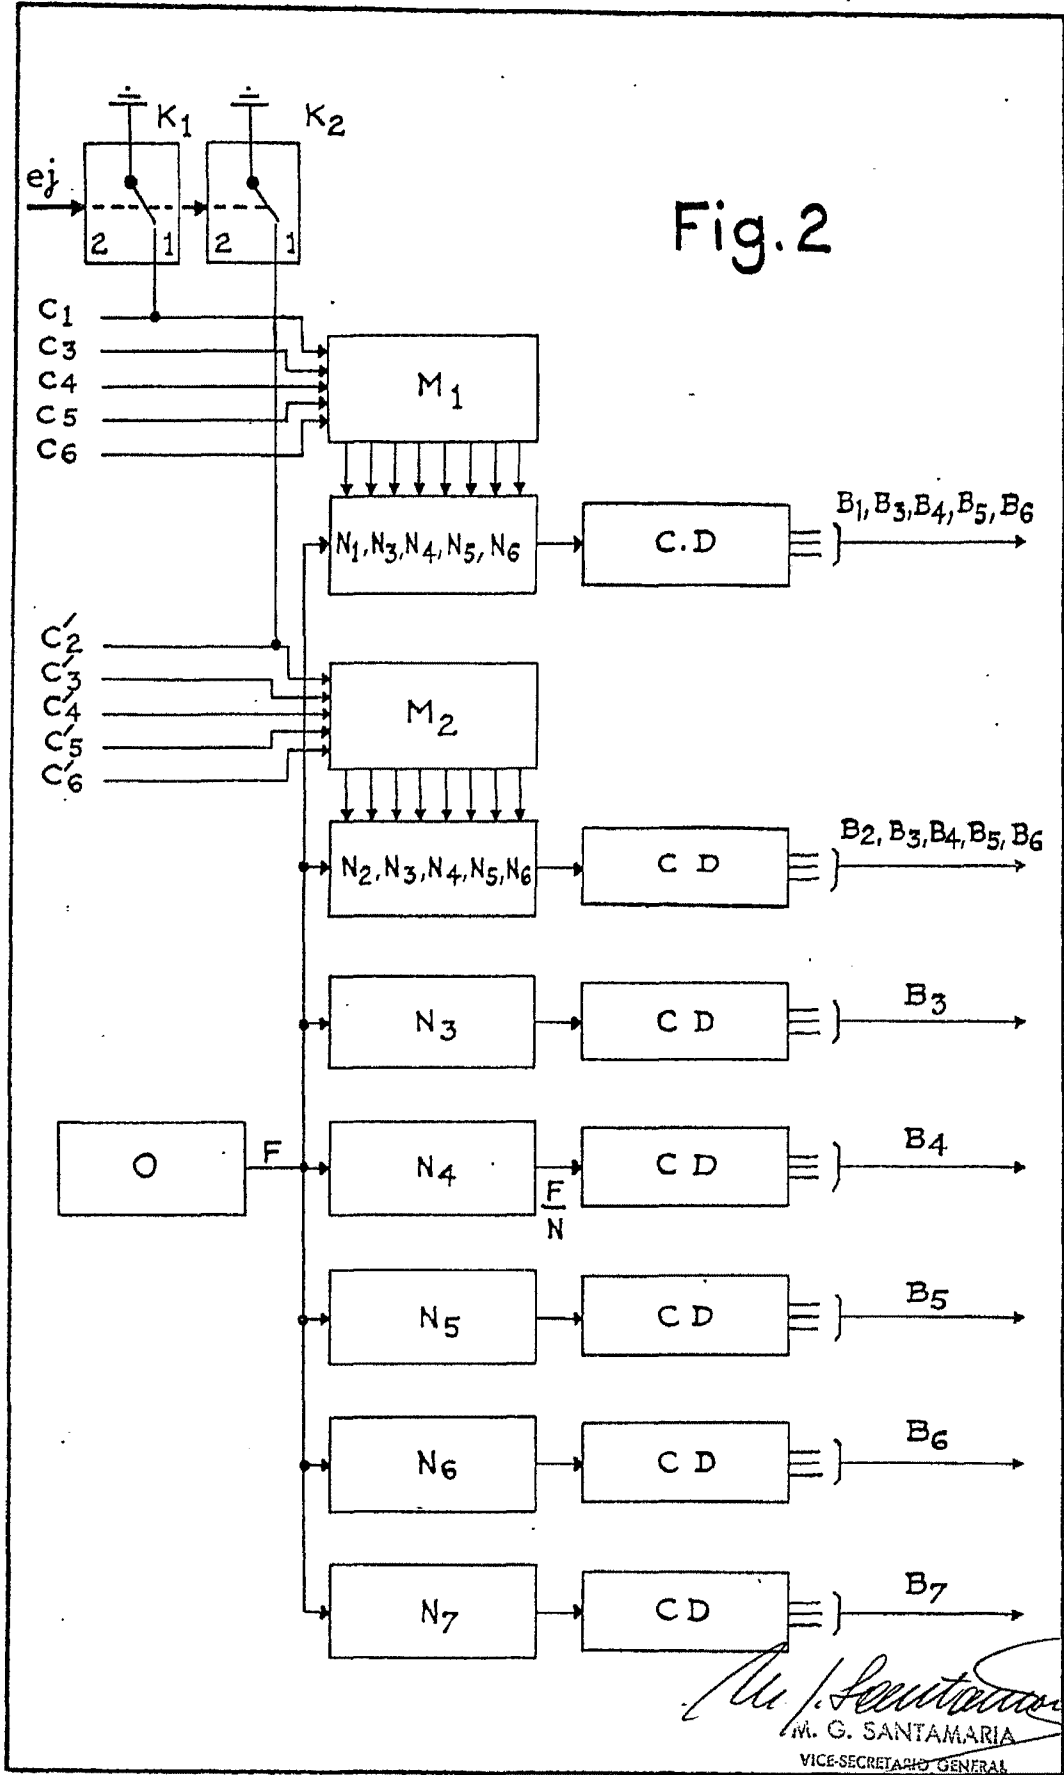 K₁ K₂
ej
2 1 2 1
Fig. 2
C₁
C₃
C₄
C₅
C₆
M₁
N₁, N₃, N₄, N₅, N₆
C.D
B₁, B₃, B₄, B₅, B₆
C′₂
C′₃
C′₄
C′₅
C′₆
M₂
N₂, N₃, N₄, N₅, N₆
C D
B₂, B₃, B₄, B₅, B₆
N₃
C D
B₃
O
F
N₄
F
N
C D
B₄
N₅
C D
B₅
N₆
C D
B₆
N₇
C D
B₇
M. G. SANTAMARIA
VICE-SECRETARIO GENERAL